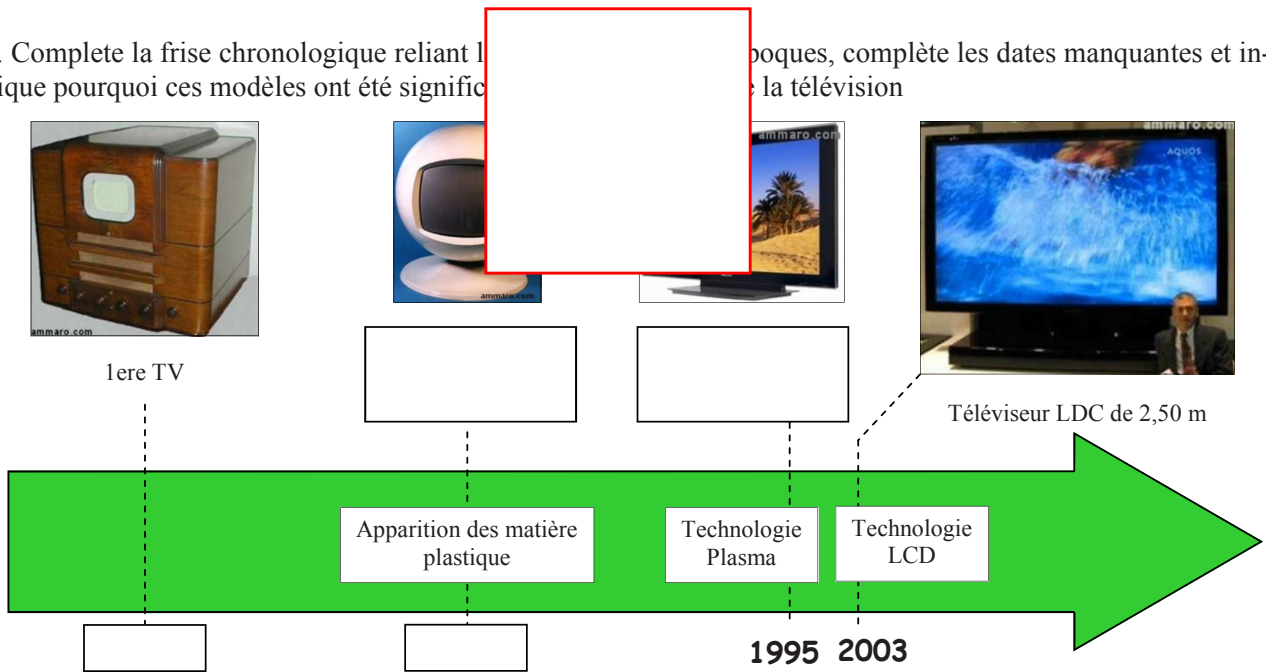 . Complete la frise chronologique reliant l poques, complète les dates manquantes et in-
ique pourquoi ces modèles ont été signific la télévision
ammaro.com
ammaro.com
AQUOS
ammaro.com
ammaro.com
1ere TV
Téléviseur LDC de 2,50 m
Apparition des matière
plastique
Technologie
Plasma
Technologie
LCD
1995 2003